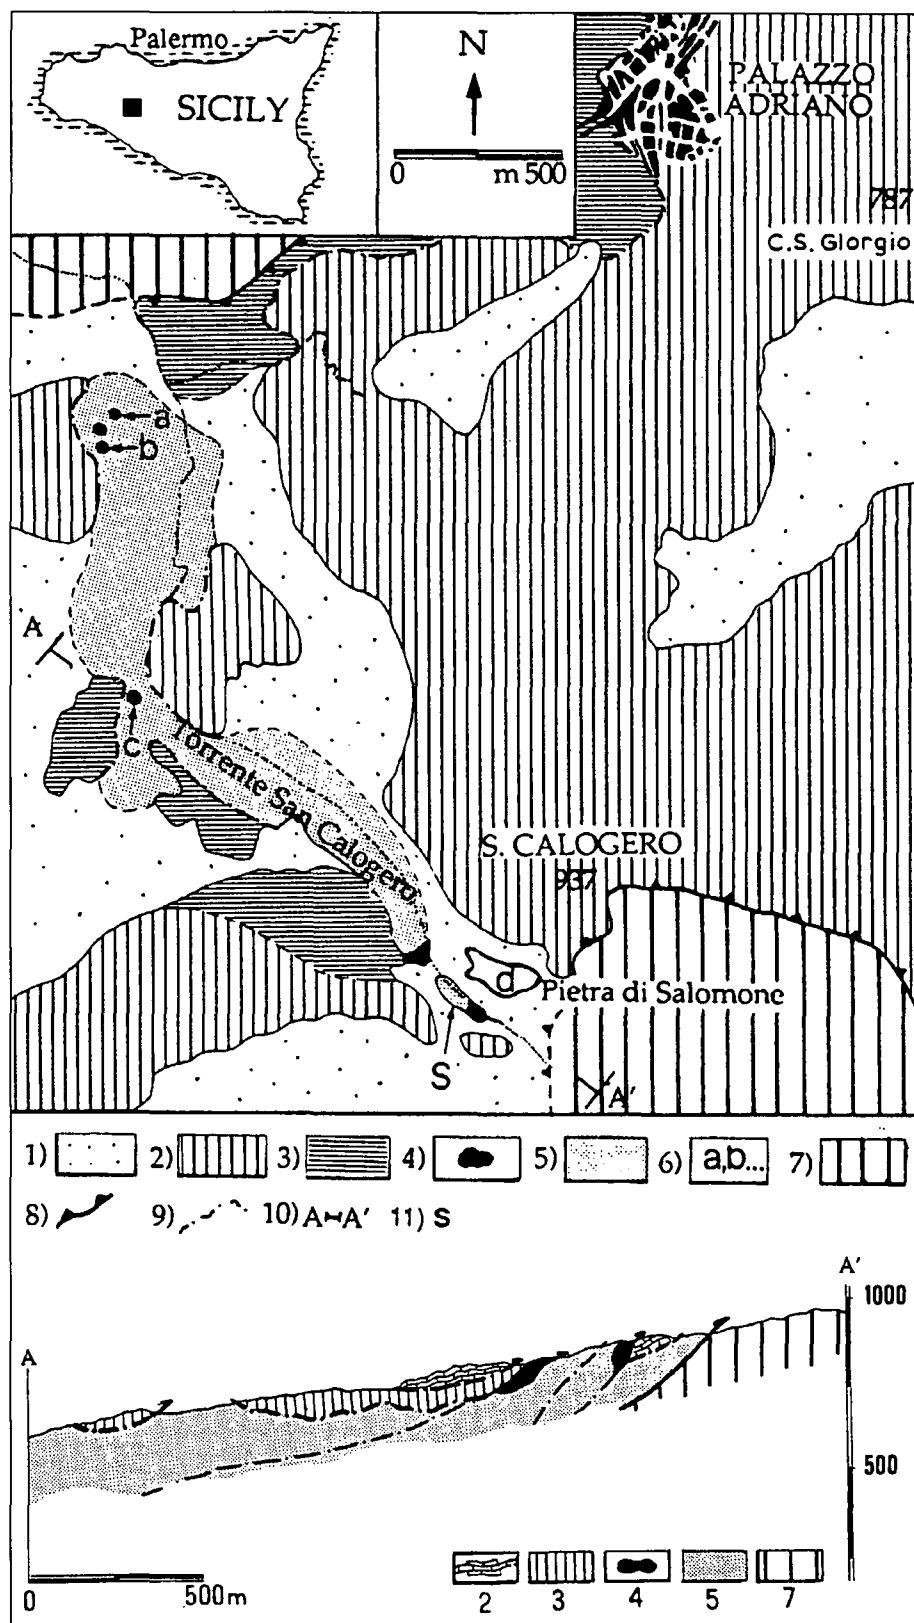 Palermo
SICILY
N
0 m 500
PALAZZO
ADRIANO
787
C.S. Giorgio
a
b
A
c
Torrente San Calogero
S. CALOGERO
937
d
Pietra di Salomone
S
A'
1) 2) 3) 4) 5) 6) a,b... 7)
8) 9) 10) A A' 11) S
A'
1000
A
500
0 500m
2 3 4 5 7